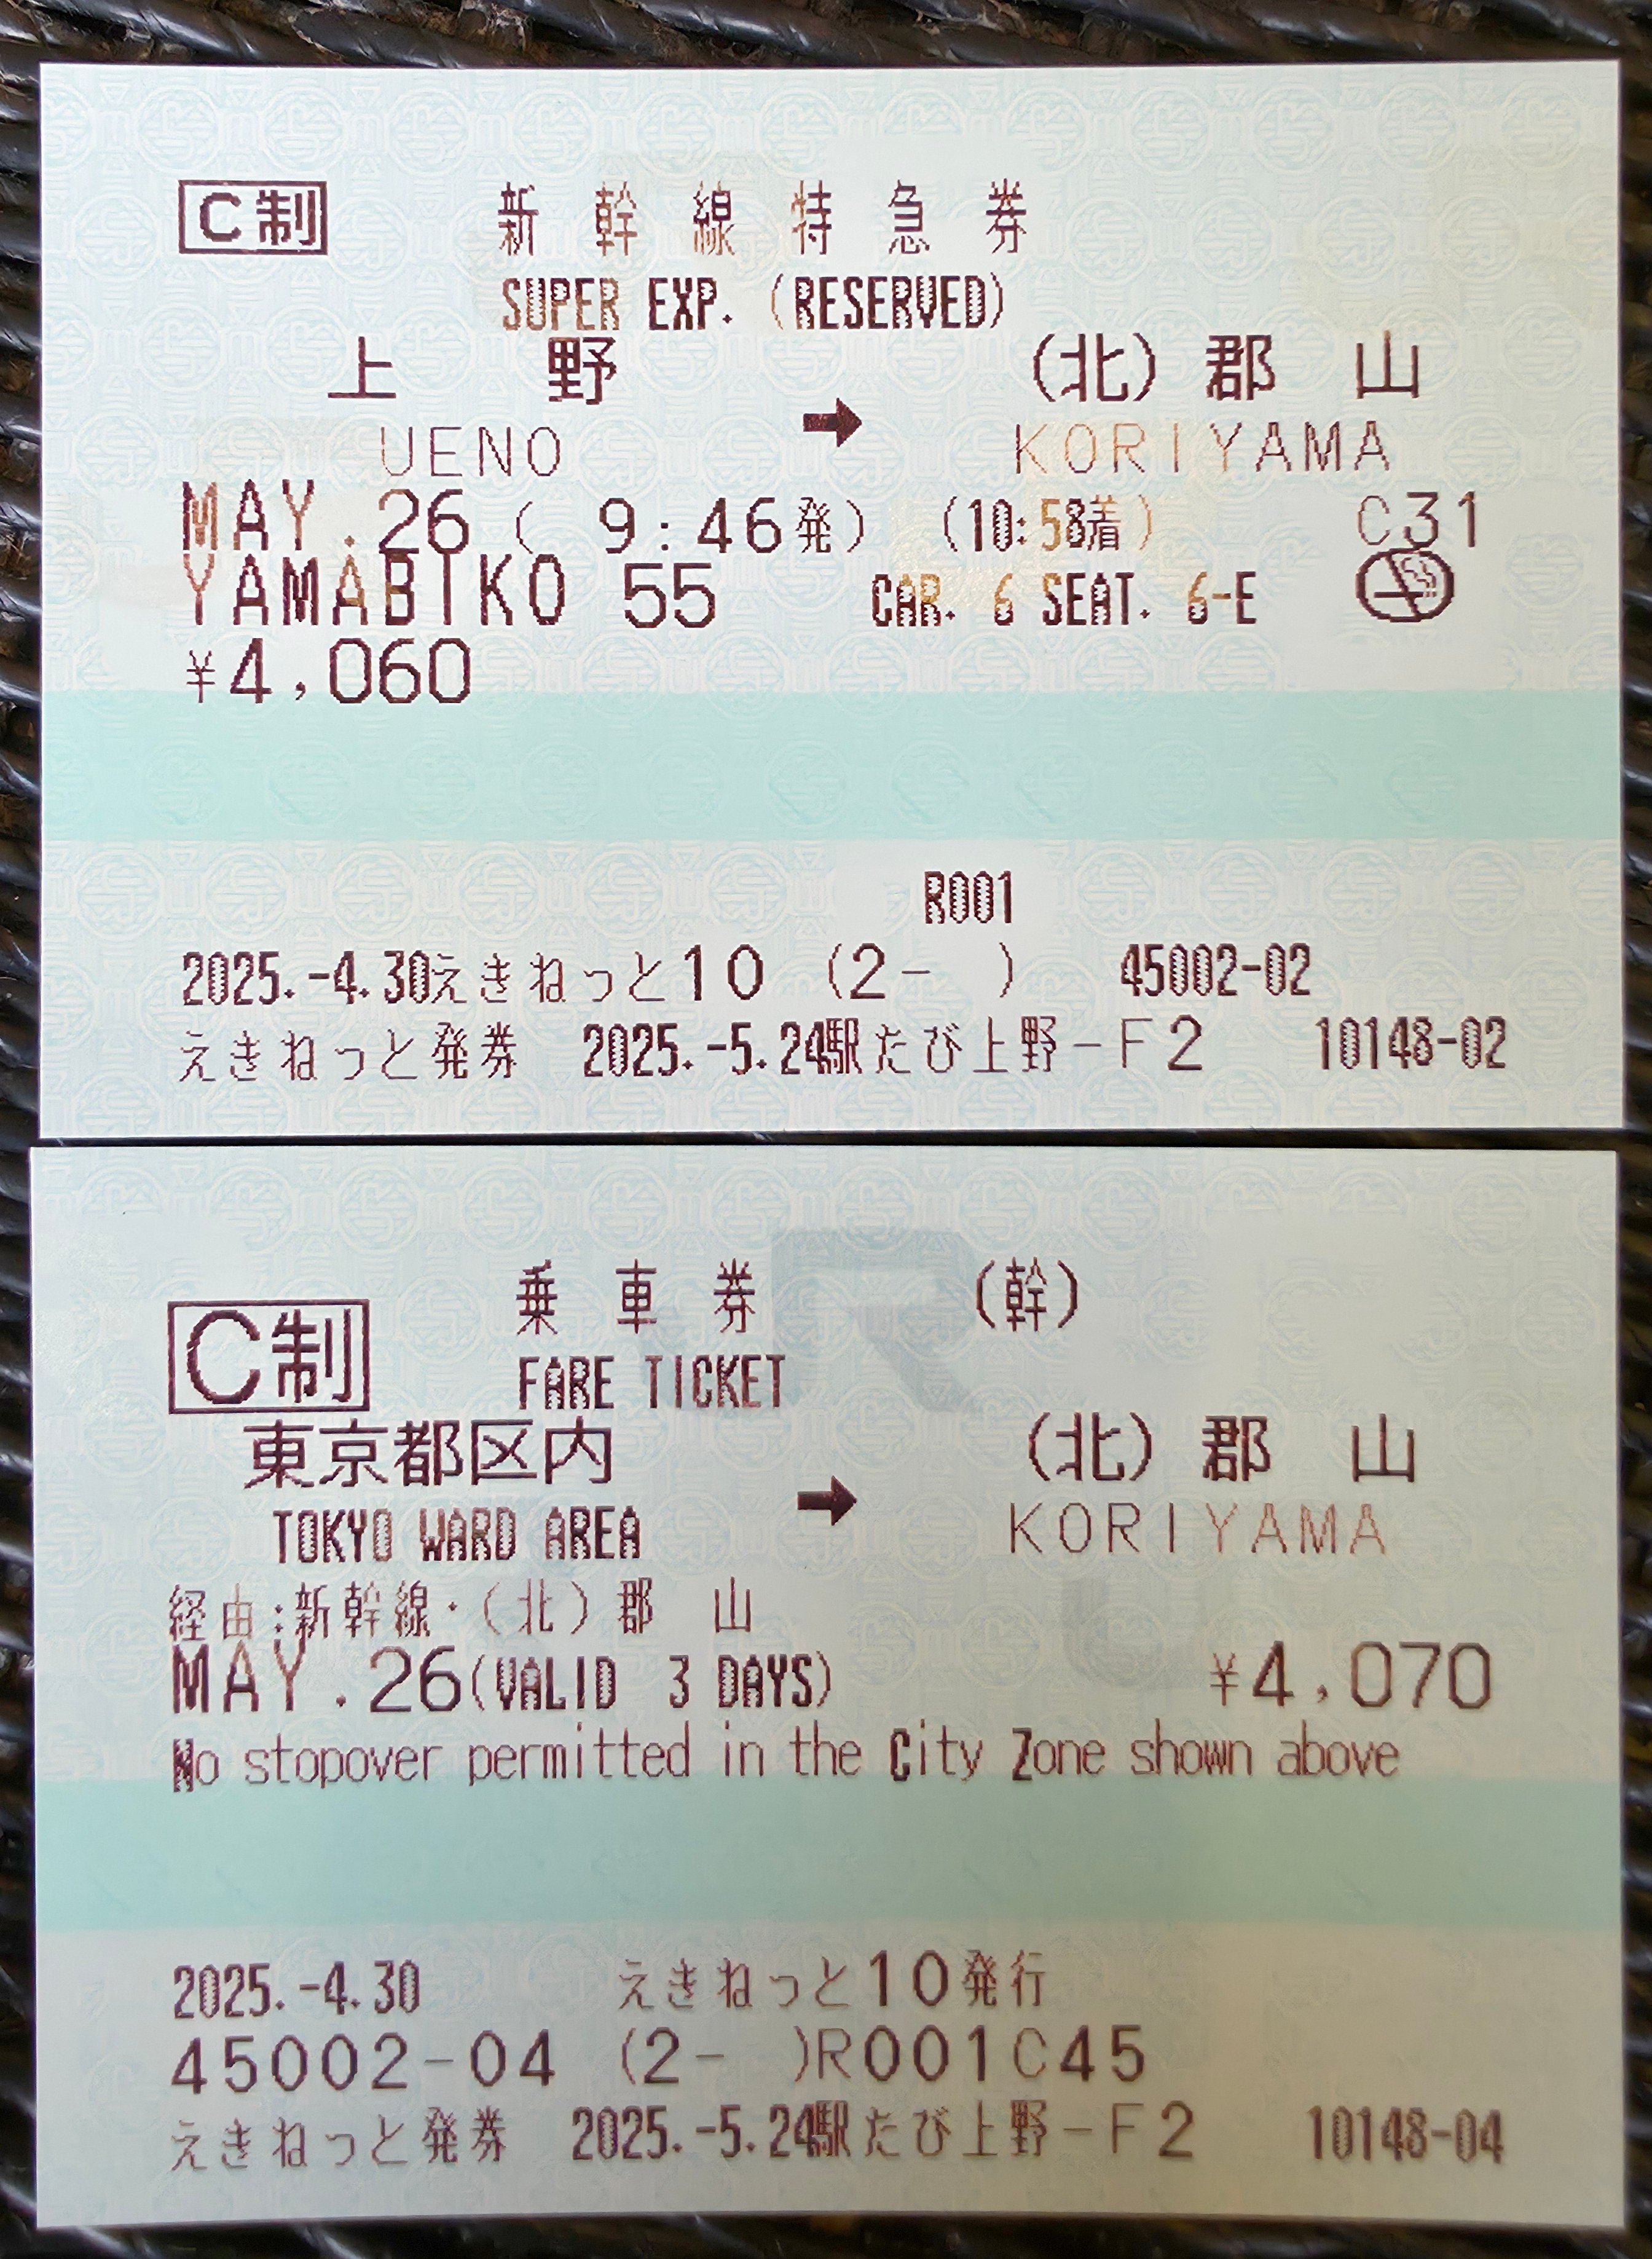 C制 新幹線特急券
SUPER EXP. (RESERVED)
上野 ➡ (北)郡山
UENO KORIYAMA
MAY.26 ( 9:46発) (10:58着) C31
YAMABIKO 55 CAR. 6 SEAT. 6-E
¥4,060
R001
2025.-4.30えきねっと10 (2- ) 45002-02
えきねっと発券 2025.-5.24駅たび上野-F2 10148-02
乗車券 (幹)
C制 FARE TICKET
東京都区内 ➡ (北)郡山
TOKYO WARD AREA KORIYAMA
経由:新幹線・(北)郡山
MAY.26(VALID 3 DAYS) ¥4,070
No stopover permitted in the City Zone shown above
2025.-4.30 えきねっと10発行
45002-04 (2- )R001C45
えきねっと発券 2025.-5.24駅たび上野-F2 10148-04